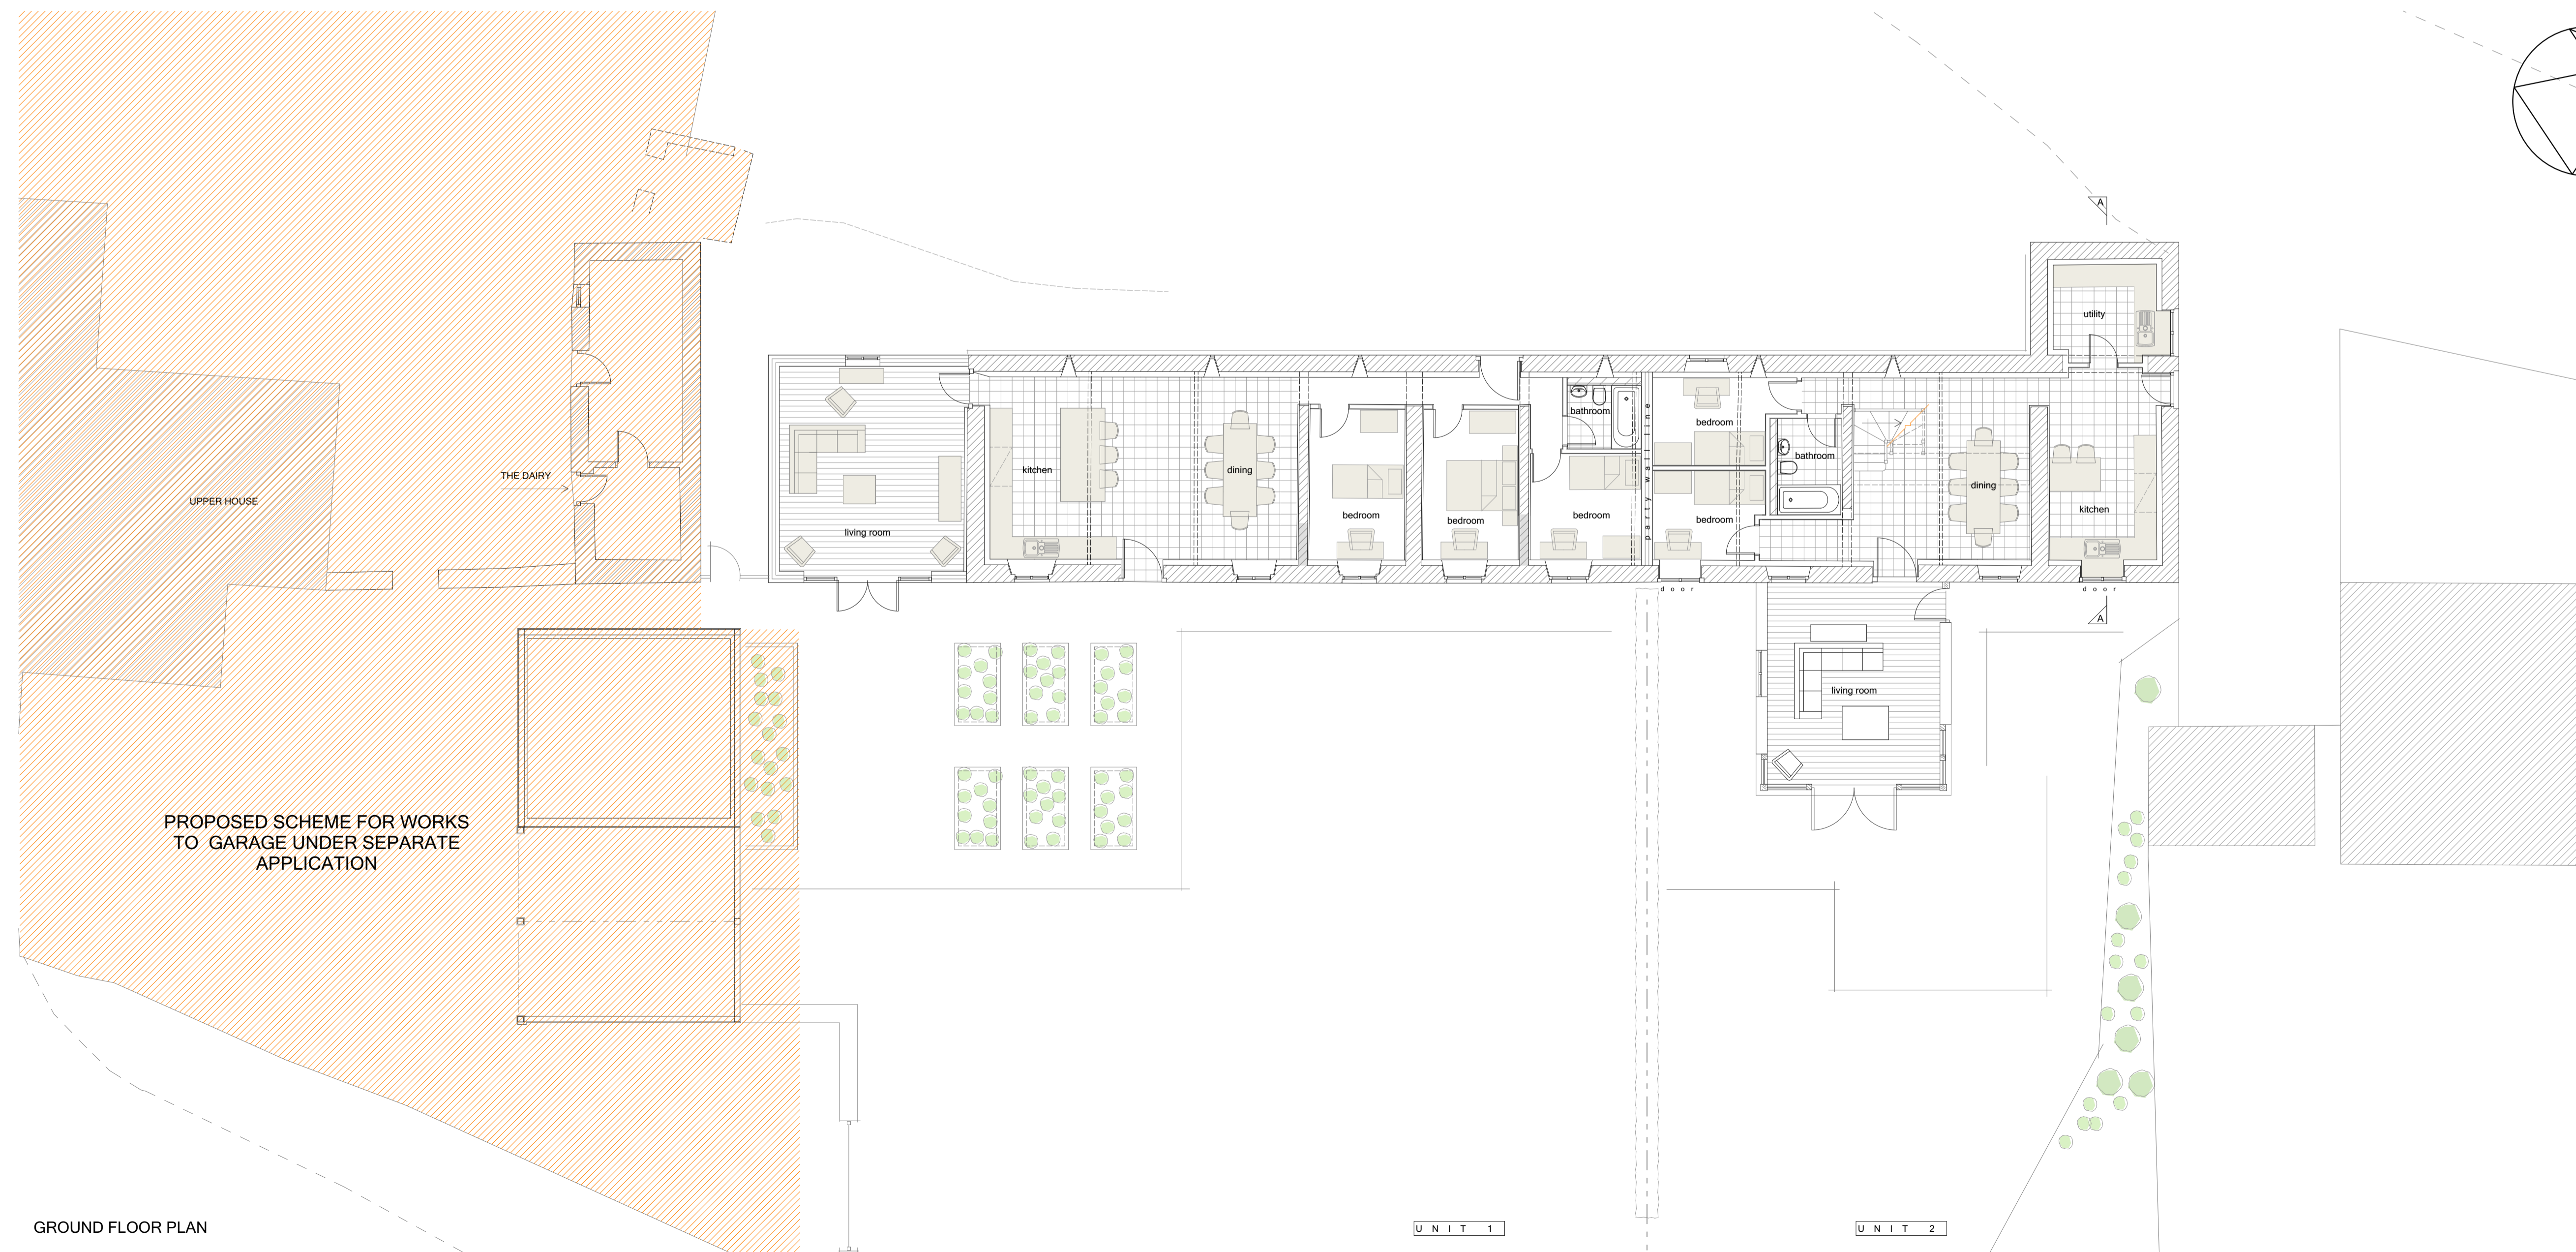 A
utility
bathroom
bedroom
bathroom
kitchen
dining
party wall line
THE DAIRY
dining
UPPER HOUSE
kitchen
bedroom
bedroom
bedroom
bedroom
living room
door
door
A
living room
PROPOSED SCHEME FOR WORKS
TO GARAGE UNDER SEPARATE
APPLICATION
GROUND FLOOR PLAN
UNIT 1
UNIT 2